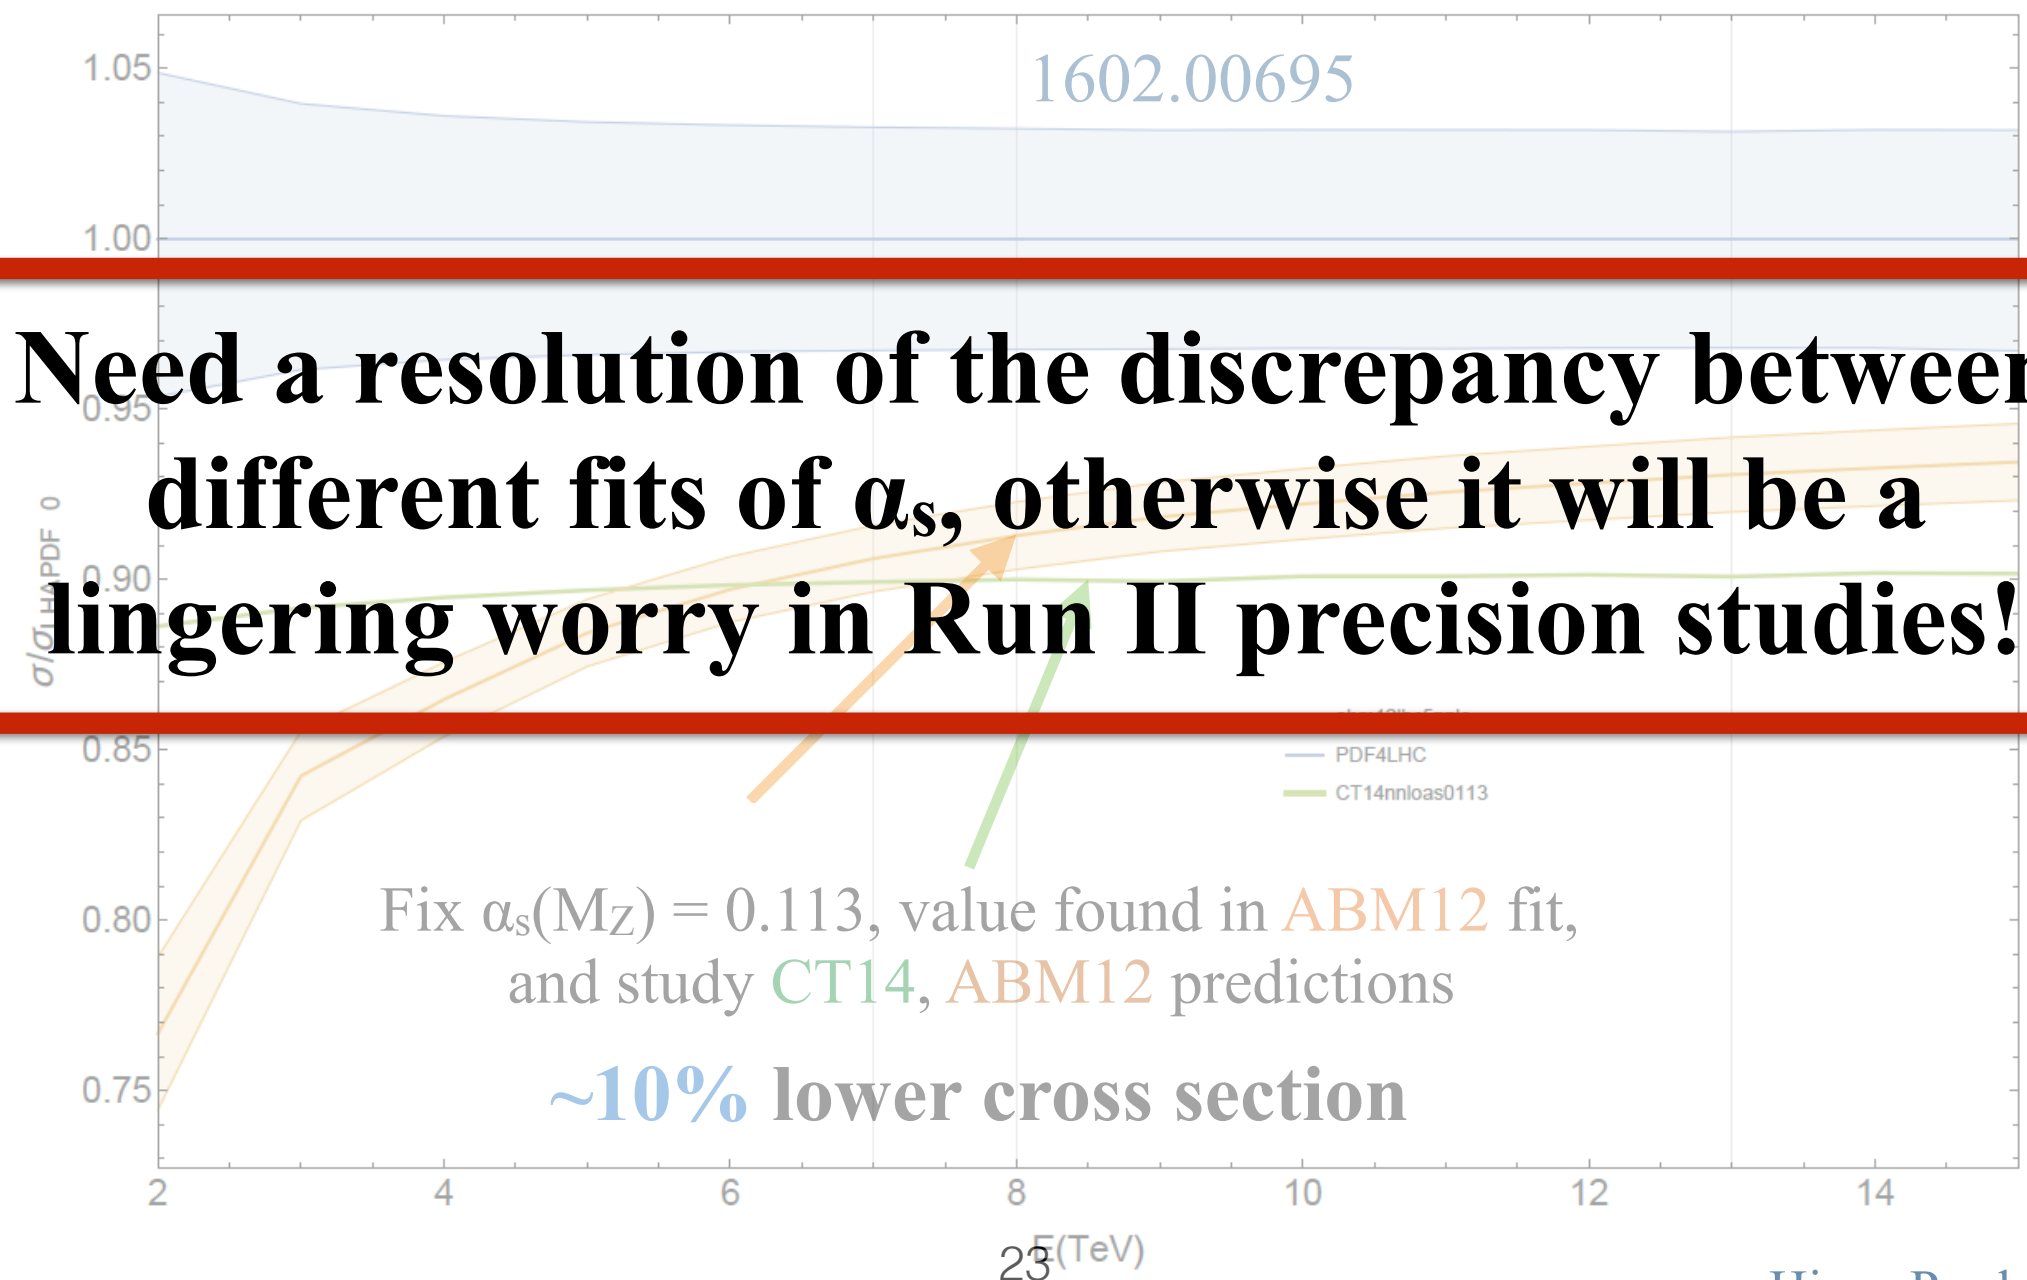 1602.00695
1.05
1.00
0.95
0.90
0.85
0.80
0.75
σ/σ LHAPDF 0
Need a resolution of the discrepancy between
different fits of αs, otherwise it will be a
lingering worry in Run II precision studies!
PDF4LHC
CT14nnloas0113
Fix αs(MZ) = 0.113, value found in ABM12 fit,
and study CT14, ABM12 predictions
~10% lower cross section
2 4 6 8 10 12 14
E(TeV)
23